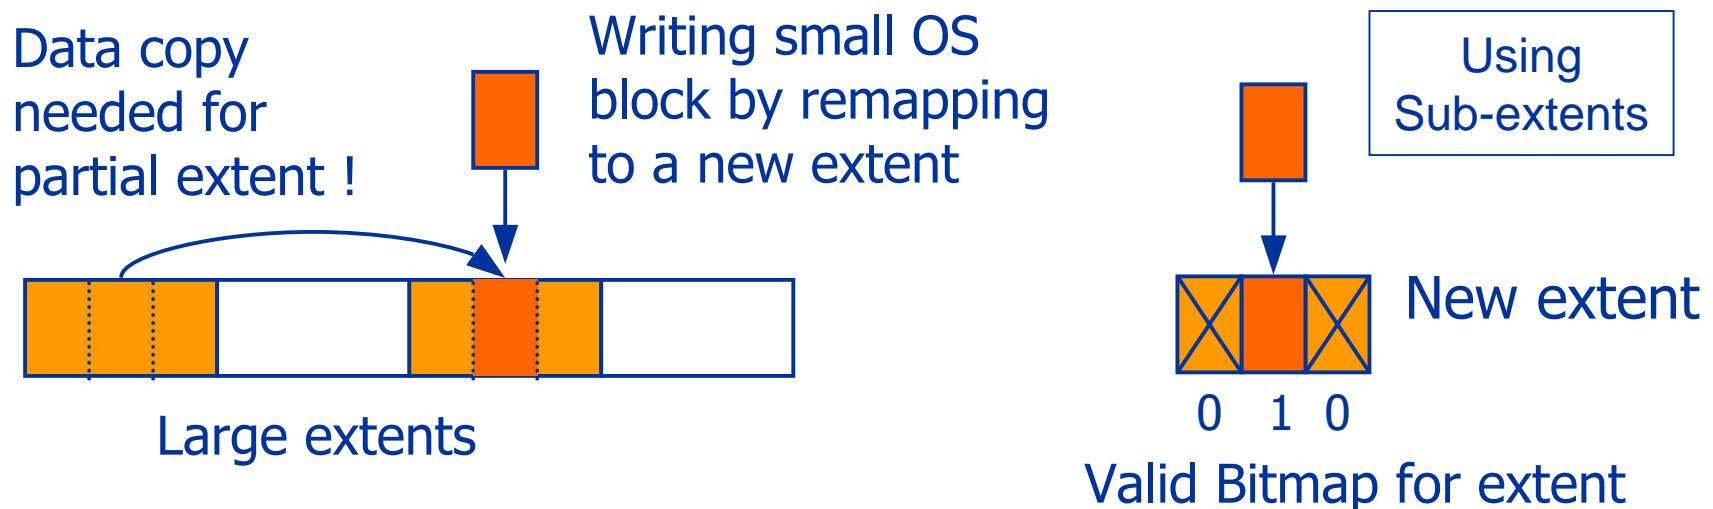 Data copy
needed for
partial extent !
Writing small OS
block by remapping
to a new extent
Using
Sub-extents
Large extents
New extent
0 1 0
Valid Bitmap for extent